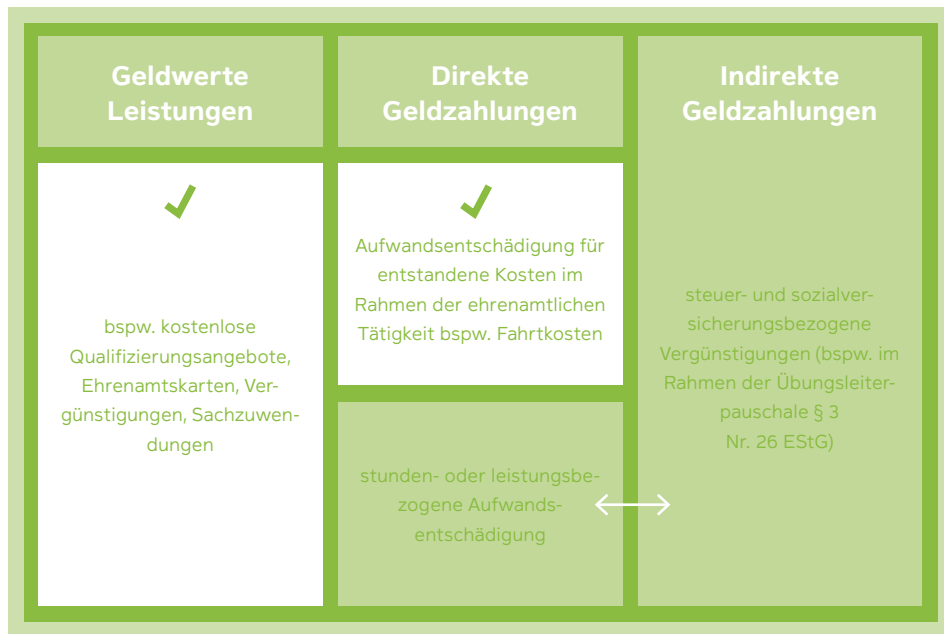 Geldwerte
Leistungen
bspw. kostenlose
Qualifizierungsangebote,
Ehrenamtskarten, Ver-
günstigungen, Sachzuwen-
dungen
Direkte
Geldzahlungen
Aufwandsentschädigung für
entstandene Kosten im
Rahmen der ehrenamtlichen
Tätigkeit bspw. Fahrtkosten
stunden- oder leistungsbe-
zogene Aufwands-
entschädigung
Indirekte
Geldzahlungen
steuer- und sozialver-
sicherungsbezogene
Vergünstigungen (bspw. im
Rahmen der Übungsleiter-
pauschale § 3
Nr. 26 EStG)